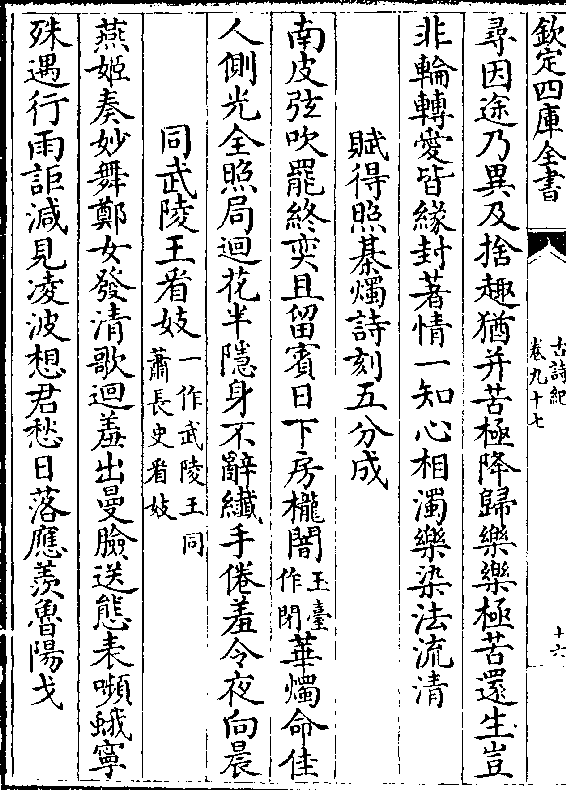 欽定四庫全書
古詩紀
卷九十七
十六
尋因途乃異及捨趣猶并苦極降歸樂樂極苦還生豈
非輪轉愛皆緣封著情一知心相濁樂染法流清
賦得照棊燭詩刻五分成
南皮弦吹罷終奕且留賓日下房櫳闇玉臺作閉華燭命佳
人側光全照局迴花半隱身不辭纎手倦羞令夜向晨
同武陵王㸔妓一作武陵王同蕭長史㸔妓
燕姬奏妙舞鄭女發清歌迴羞出曼臉送態表嚬蛾寧
殊遇行雨詎減見凌波想君愁日落應羨魯陽戈